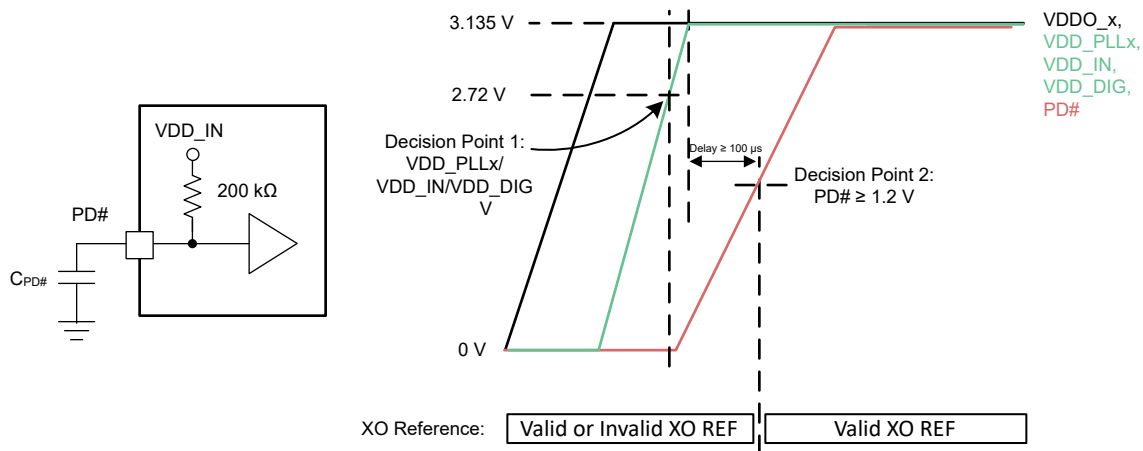 VDD_IN
200 kΩ
PD#
CPD#
3.135 V
2.72 V
0 V
Decision Point 1:
VDD_PLLx/
VDD_IN/VDD_DIG
V
Delay ≥ 100 µs
Decision Point 2:
PD# ≥ 1.2 V
VDDO_x,
VDD_PLLx,
VDD_IN,
VDD_DIG,
PD#
XO Reference:
Valid or Invalid XO REF
Valid XO REF